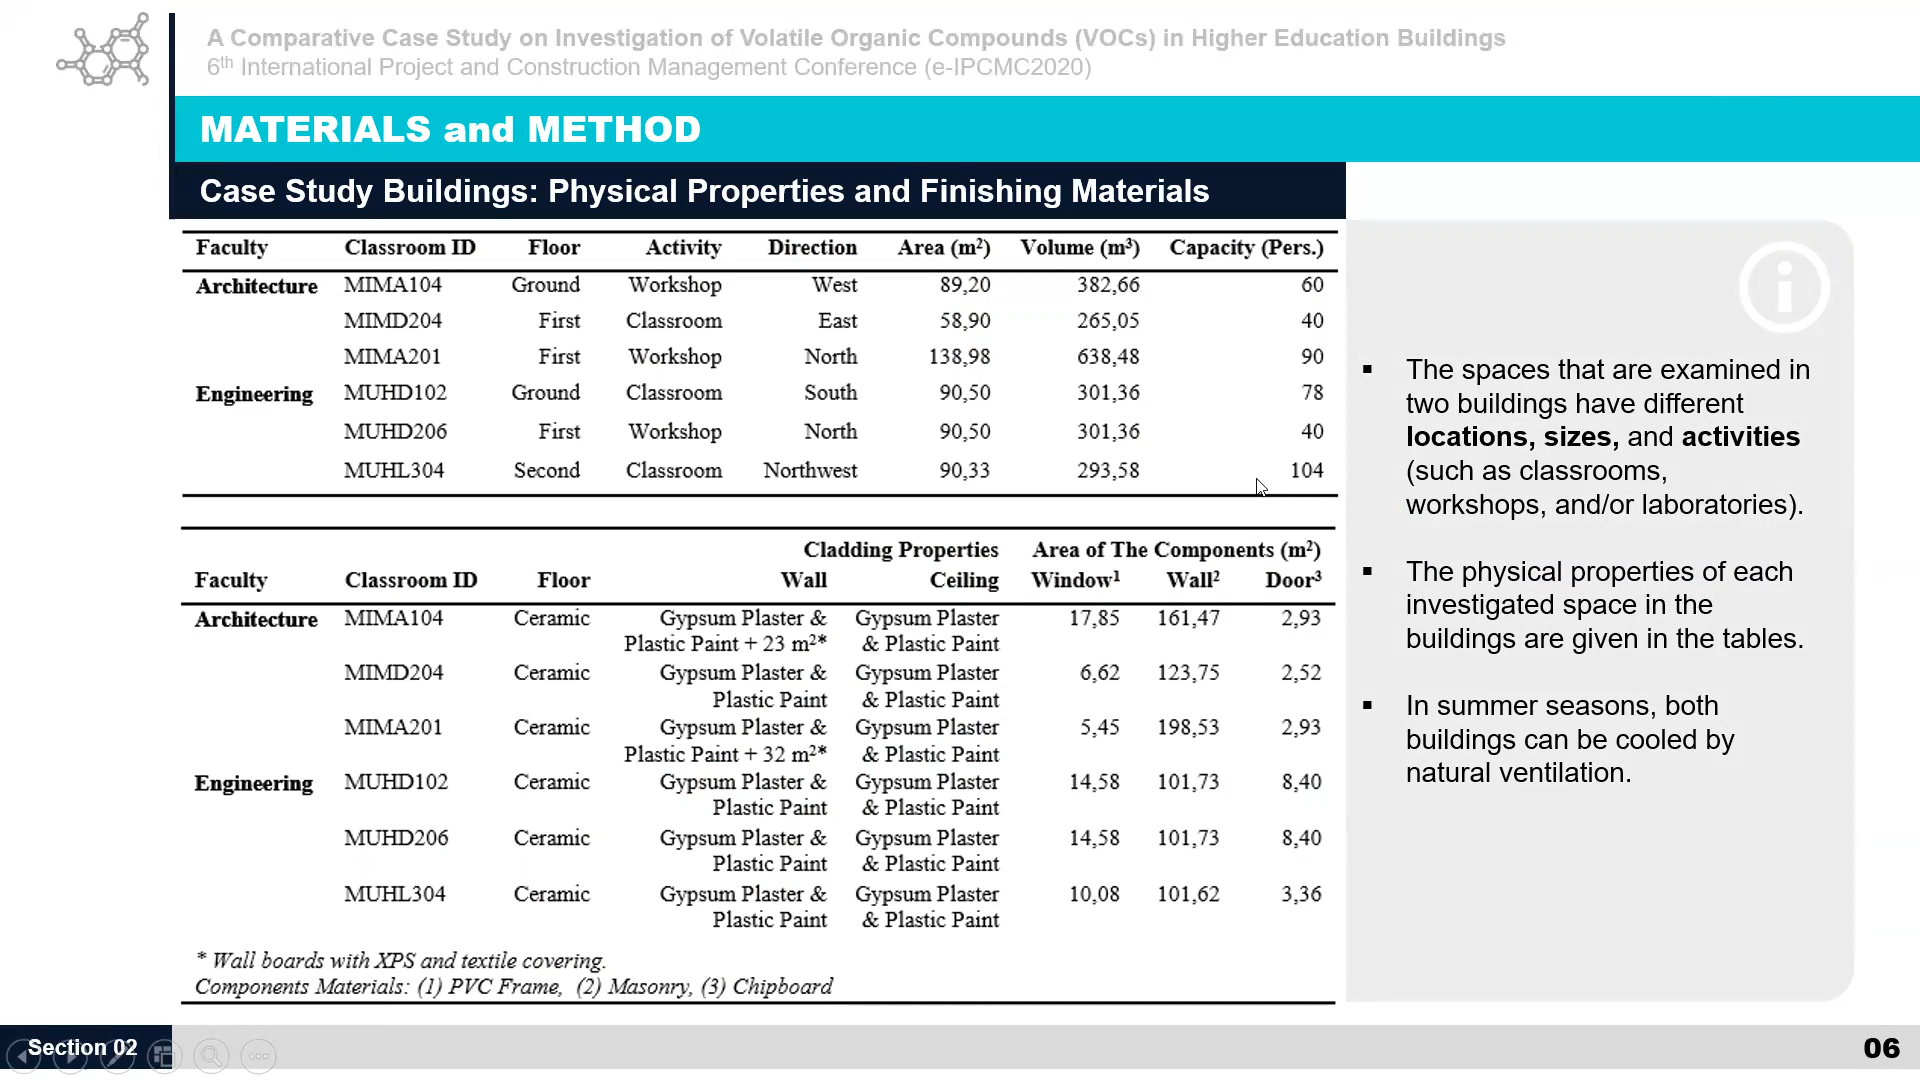 A Comparative Case Study on Investigation of Volatile Organic Compounds (VOCs) in Higher Education Buildings
6th International Project and Construction Management Conference (e-IPCMC2020)
MATERIALS and METHOD
Case Study Buildings: Physical Properties and Finishing Materials
Faculty Classroom ID Floor Activity Direction Area (m²) Volume (m³) Capacity (Pers.)
Architecture MIMA104 Ground Workshop West 89,20 382,66 60
MIMD204 First Classroom East 58,90 265,05 40
MIMA201 First Workshop North 138,98 638,48 90
Engineering MUHD102 Ground Classroom South 90,50 301,36 78
MUHD206 First Workshop North 90,50 301,36 40
MUHL304 Second Classroom Northwest 90,33 293,58 104
Cladding Properties Area of The Components (m²)
Faculty Classroom ID Floor Wall Ceiling Window¹ Wall² Door³
Architecture MIMA104 Ceramic Gypsum Plaster & Gypsum Plaster 17,85 161,47 2,93
Plastic Paint + 23 m²* & Plastic Paint
MIMD204 Ceramic Gypsum Plaster & Gypsum Plaster 6,62 123,75 2,52
Plastic Paint & Plastic Paint
MIMA201 Ceramic Gypsum Plaster & Gypsum Plaster 5,45 198,53 2,93
Plastic Paint + 32 m²* & Plastic Paint
Engineering MUHD102 Ceramic Gypsum Plaster & Gypsum Plaster 14,58 101,73 8,40
Plastic Paint & Plastic Paint
MUHD206 Ceramic Gypsum Plaster & Gypsum Plaster 14,58 101,73 8,40
Plastic Paint & Plastic Paint
MUHL304 Ceramic Gypsum Plaster & Gypsum Plaster 10,08 101,62 3,36
Plastic Paint & Plastic Paint
* Wall boards with XPS and textile covering.
Components Materials: (1) PVC Frame, (2) Masonry, (3) Chipboard
▪ The spaces that are examined in
two buildings have different
locations, sizes, and activities
(such as classrooms,
workshops, and/or laboratories).
▪ The physical properties of each
investigated space in the
buildings are given in the tables.
▪ In summer seasons, both
buildings can be cooled by
natural ventilation.
Section 02
06